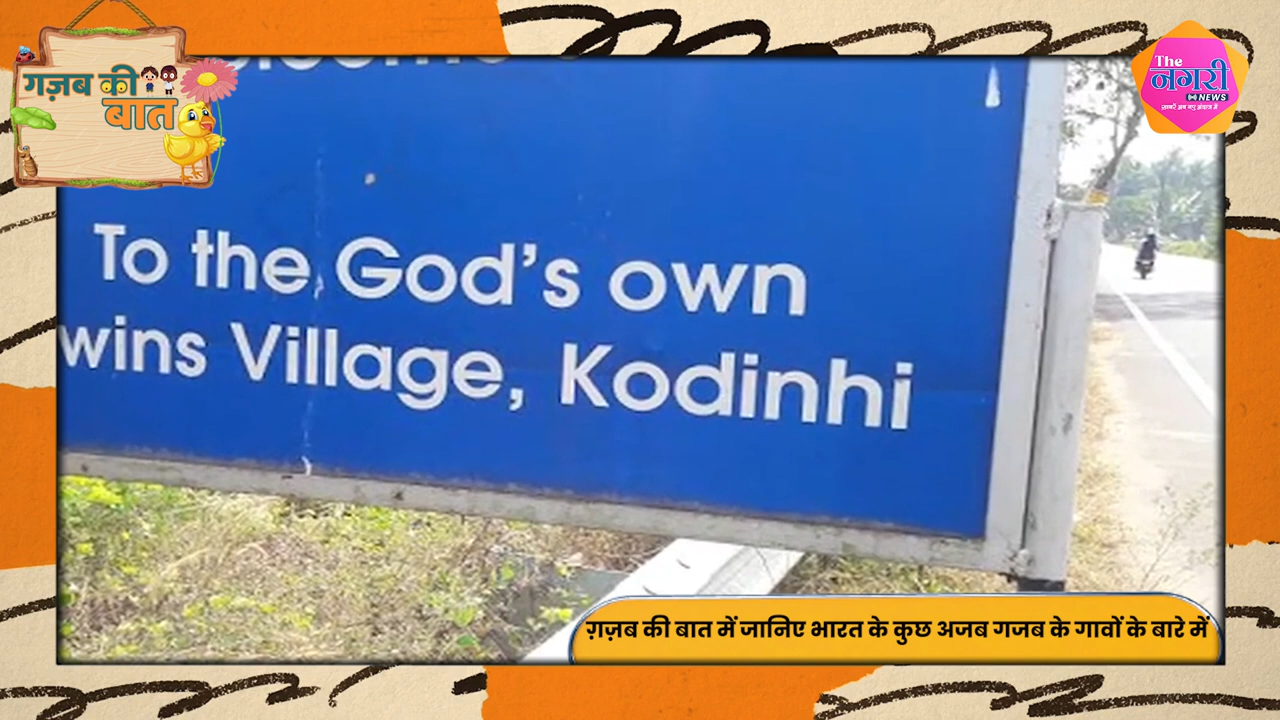 गज़ब की
बात
The
नगरी
NEWS
To the God's own
wins Village, Kodinhi
ग़ज़ब की बात में जानिए भारत के कुछ अजब गजब के गावों के बारे में